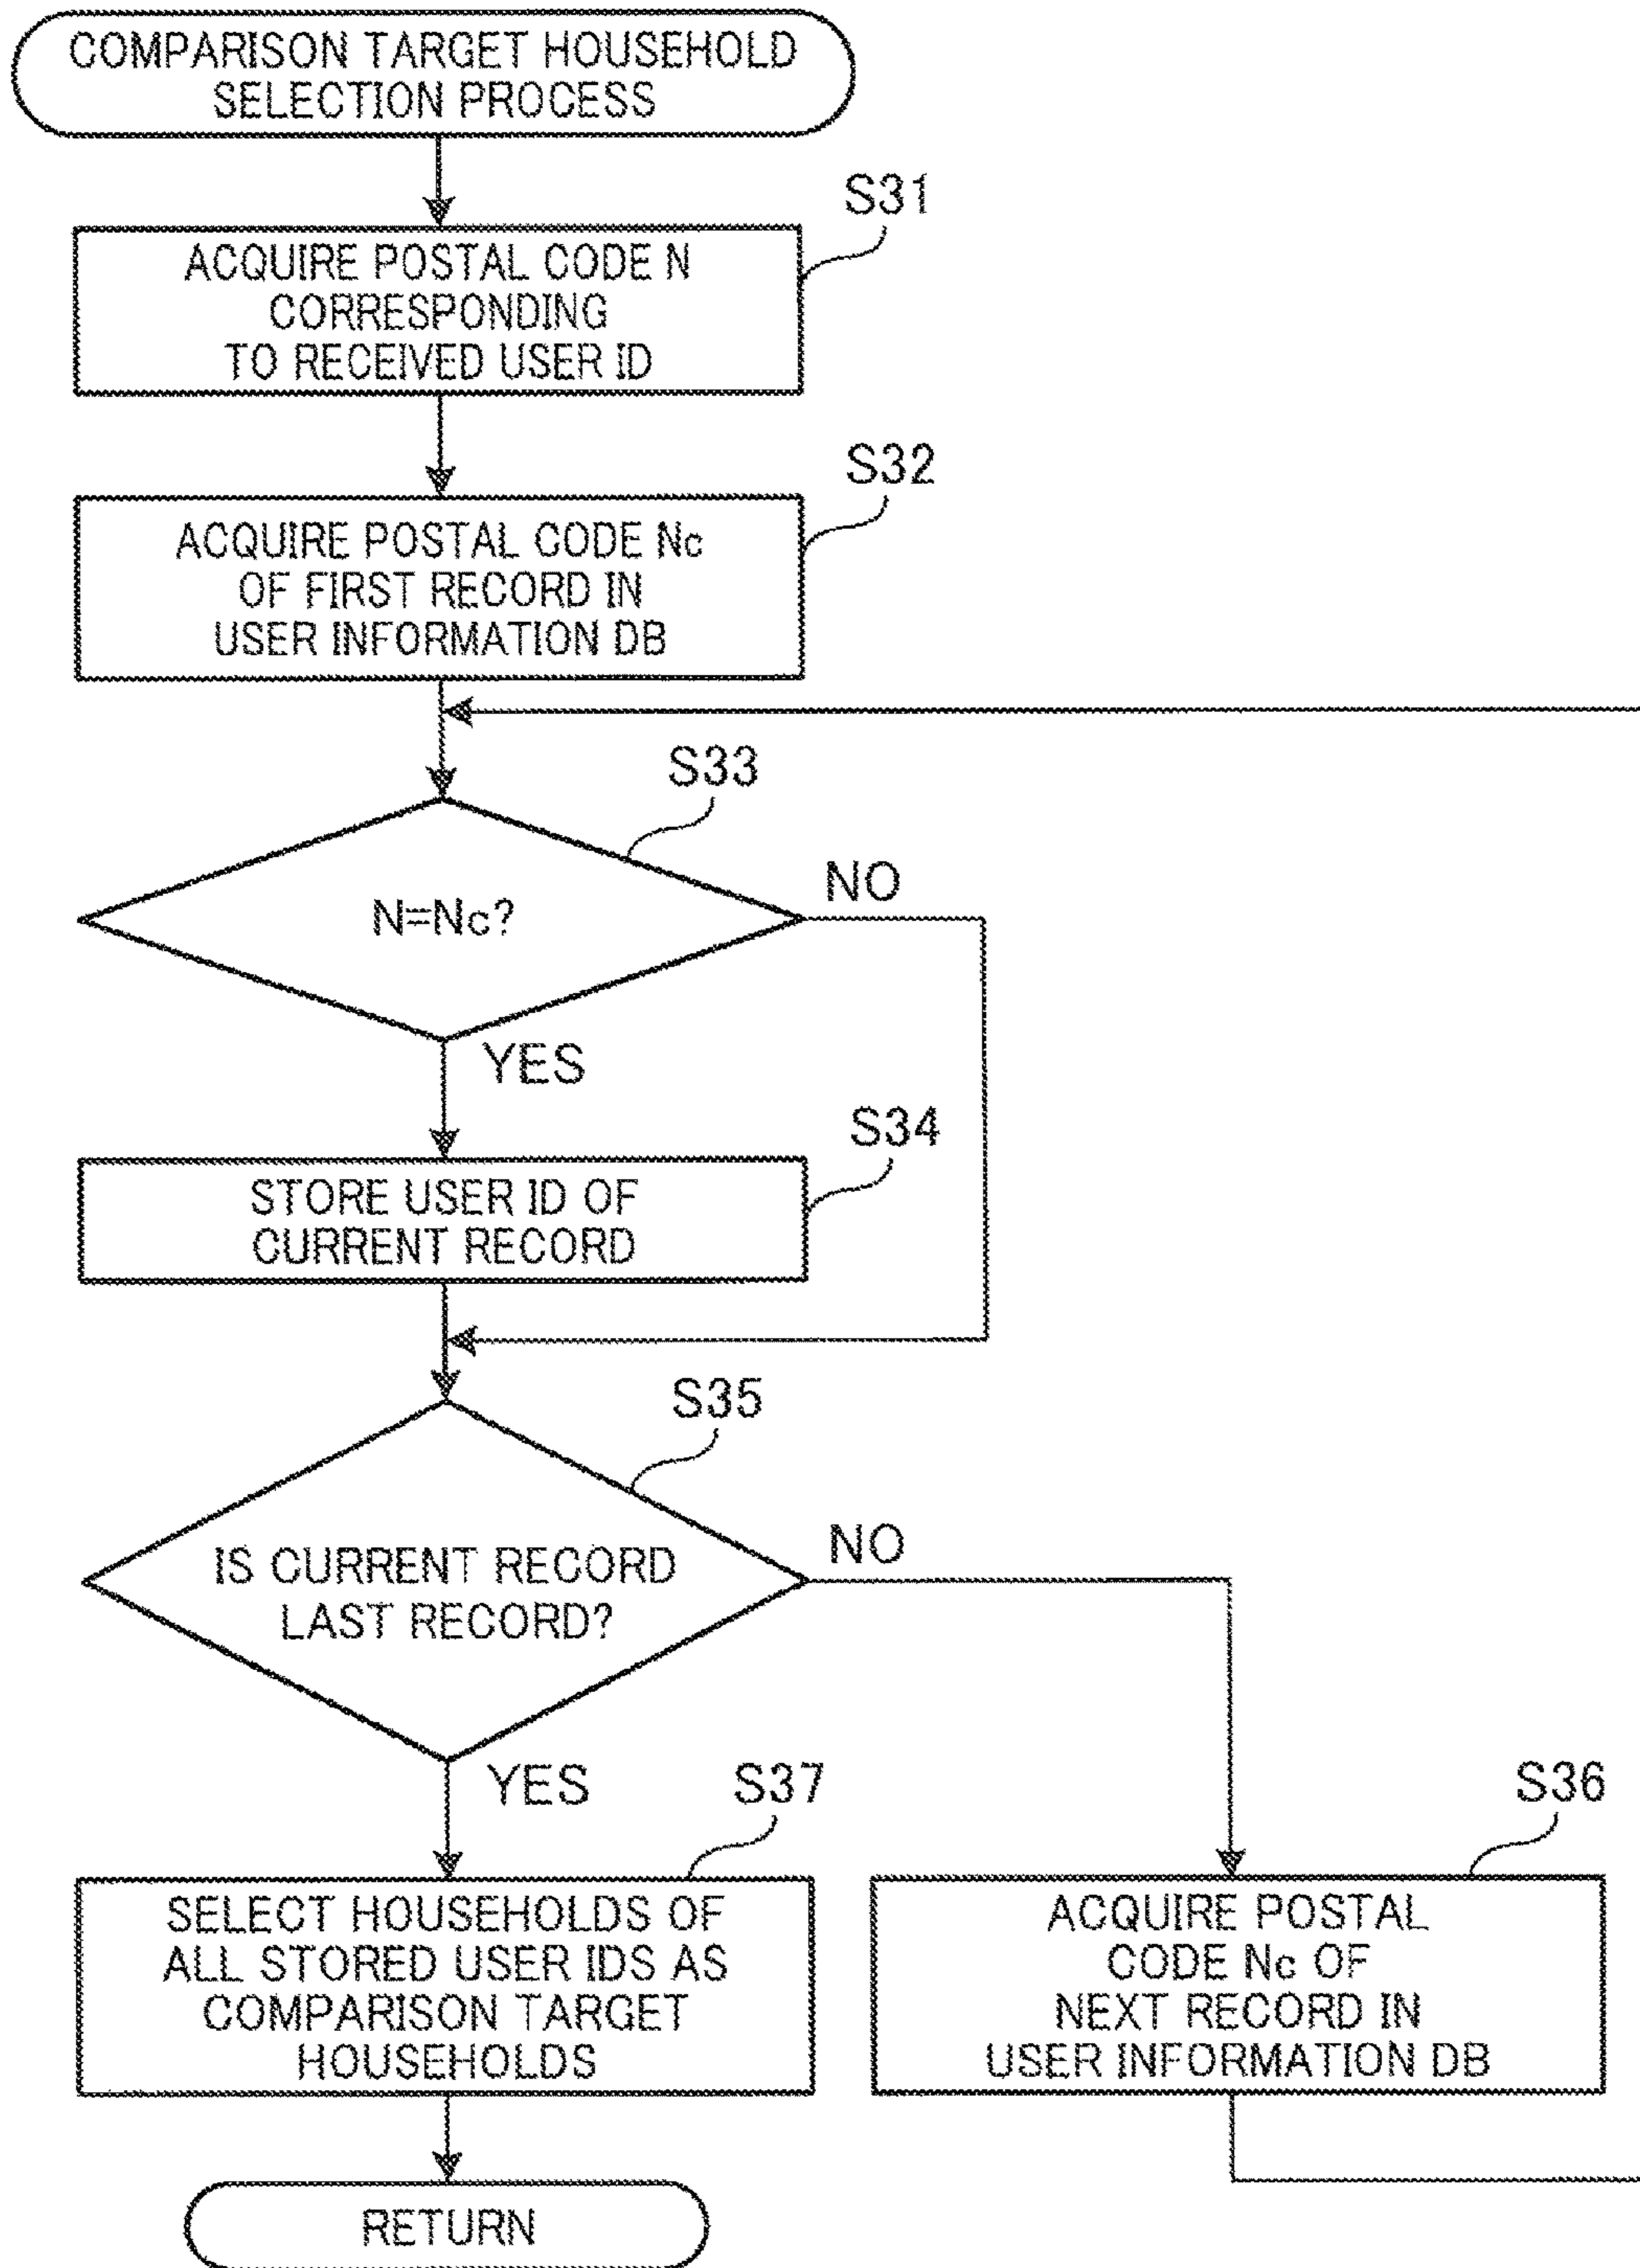 COMPARISON TARGET HOUSEHOLD
SELECTION PROCESS
S31
ACQUIRE POSTAL CODE N
CORRESPONDING
TO RECEIVED USER ID
S32
ACQUIRE POSTAL CODE Nc
OF FIRST RECORD IN
USER INFORMATION DB
S33
N=Nc?
NO
YES
S34
STORE USER ID OF
CURRENT RECORD
S35
IS CURRENT RECORD
LAST RECORD?
NO
YES
S37
SELECT HOUSEHOLDS OF
ALL STORED USER IDS AS
COMPARISON TARGET
HOUSEHOLDS
S36
ACQUIRE POSTAL
CODE Nc OF
NEXT RECORD IN
USER INFORMATION DB
RETURN